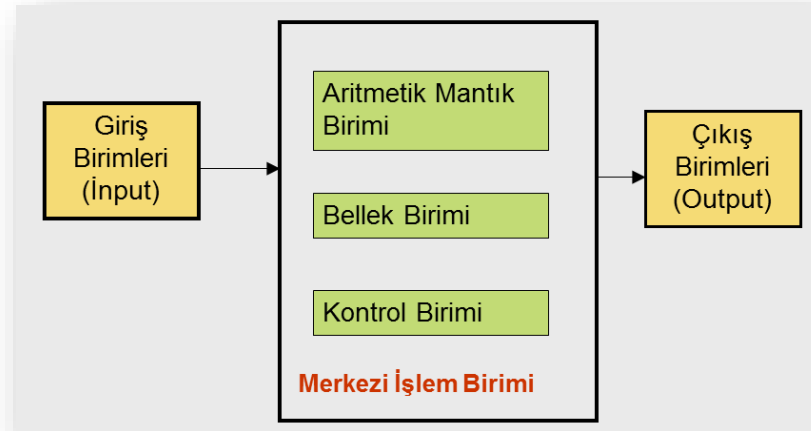 Giriş
Birimleri
(İnput)
Aritmetik Mantık
Birimi
Bellek Birimi
Kontrol Birimi
Merkezi İşlem Birimi
Çıkış
Birimleri
(Output)